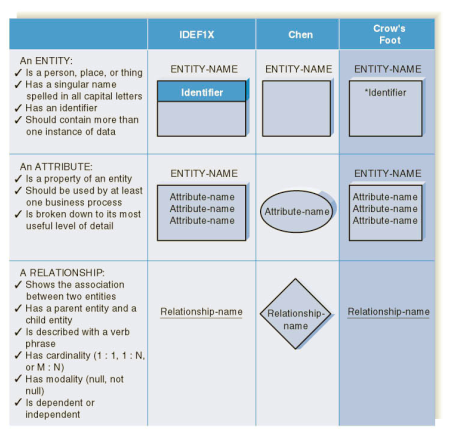 IDEF1X
Chen
Crow's
Foot
An ENTITY:
✓ Is a person, place, or thing
✓ Has a singular name
spelled in all capital letters
✓ Has an identifier
✓ Should contain more than
one instance of data
ENTITY-NAME
Identifier
ENTITY-NAME
ENTITY-NAME
*Identifier
An ATTRIBUTE:
✓ Is a property of an entity
✓ Should be used by at least
one business process
✓ Is broken down to its most
useful level of detail
ENTITY-NAME
Attribute-name
Attribute-name
Attribute-name
Attribute-name
ENTITY-NAME
Attribute-name
Attribute-name
Attribute-name
A RELATIONSHIP:
✓ Shows the association
between two entities
✓ Has a parent entity and a
child entity
✓ Is described with a verb
phrase
✓ Has cardinality (1 : 1, 1 : N,
or M : N)
✓ Has modality (null, not
null)
✓ Is dependent or
independent
Relationship-name
Relationship-
name
Relationship-name